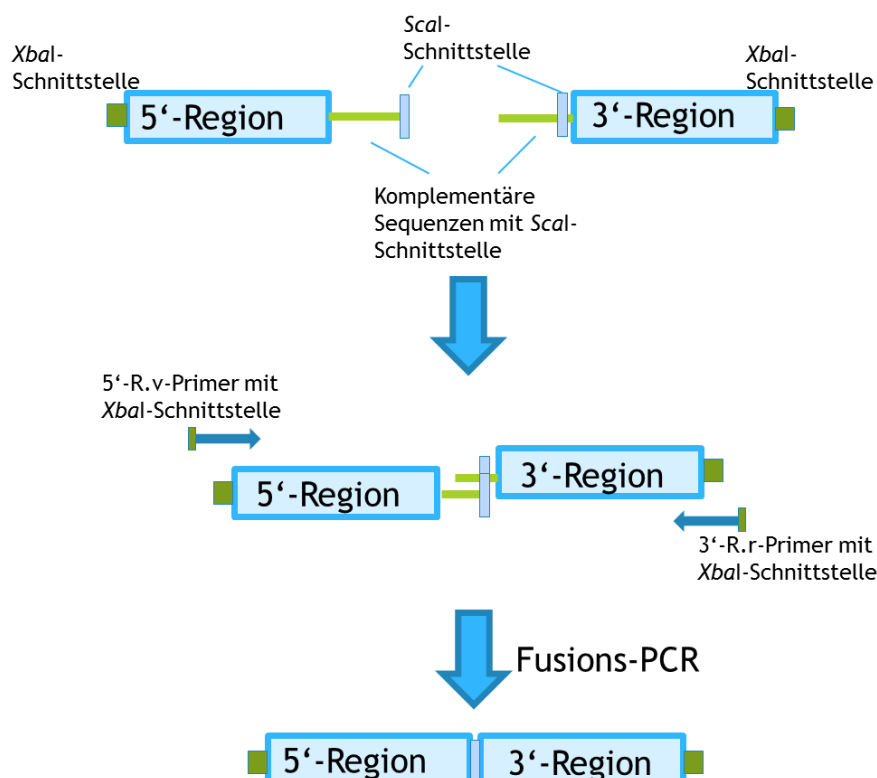 ScaI-
Schnittstelle
XbaI-
Schnittstelle
XbaI-
Schnittstelle
5‘-Region
3‘-Region
Komplementäre
Sequenzen mit ScaI-
Schnittstelle
5‘-R.v-Primer mit
XbaI-Schnittstelle
5‘-Region
3‘-Region
3‘-R.r-Primer mit
XbaI-Schnittstelle
Fusions-PCR
5‘-Region
3‘-Region